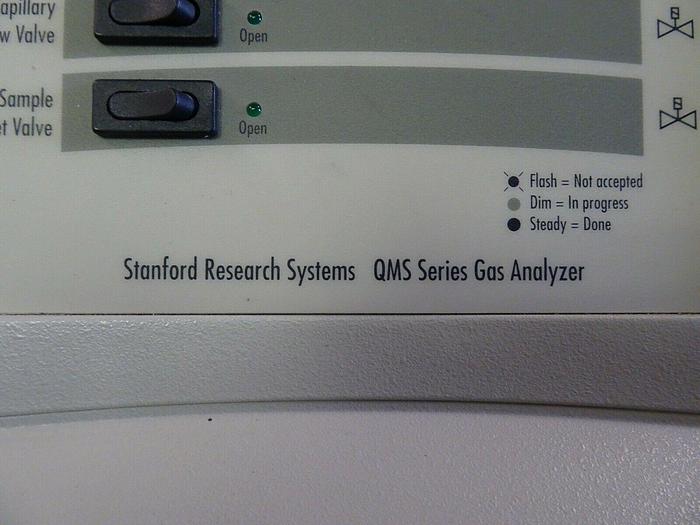 apillary
w Valve
Open
Sample
et Valve
Open
Flash = Not accepted
Dim = In progress
Steady = Done
Stanford Research Systems QMS Series Gas Analyzer